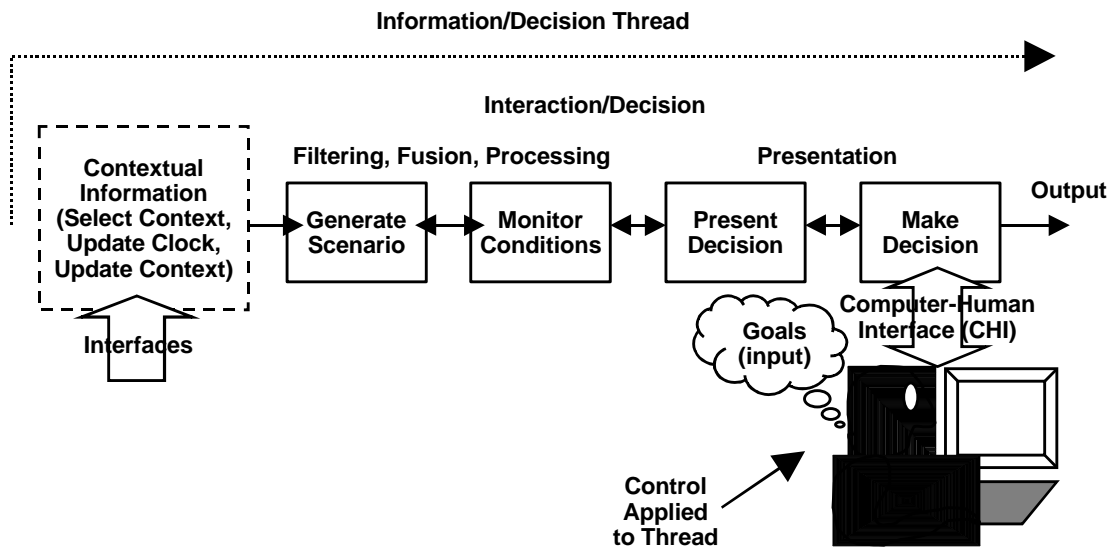 Information/Decision Thread
Interaction/Decision
Filtering, Fusion, Processing
Presentation
Contextual
Information
(Select Context,
Update Clock,
Update Context)
Generate
Scenario
Monitor
Conditions
Present
Decision
Make
Decision
Output
Interfaces
Computer-Human
Interface (CHI)
Goals
(input)
Control
Applied
to Thread